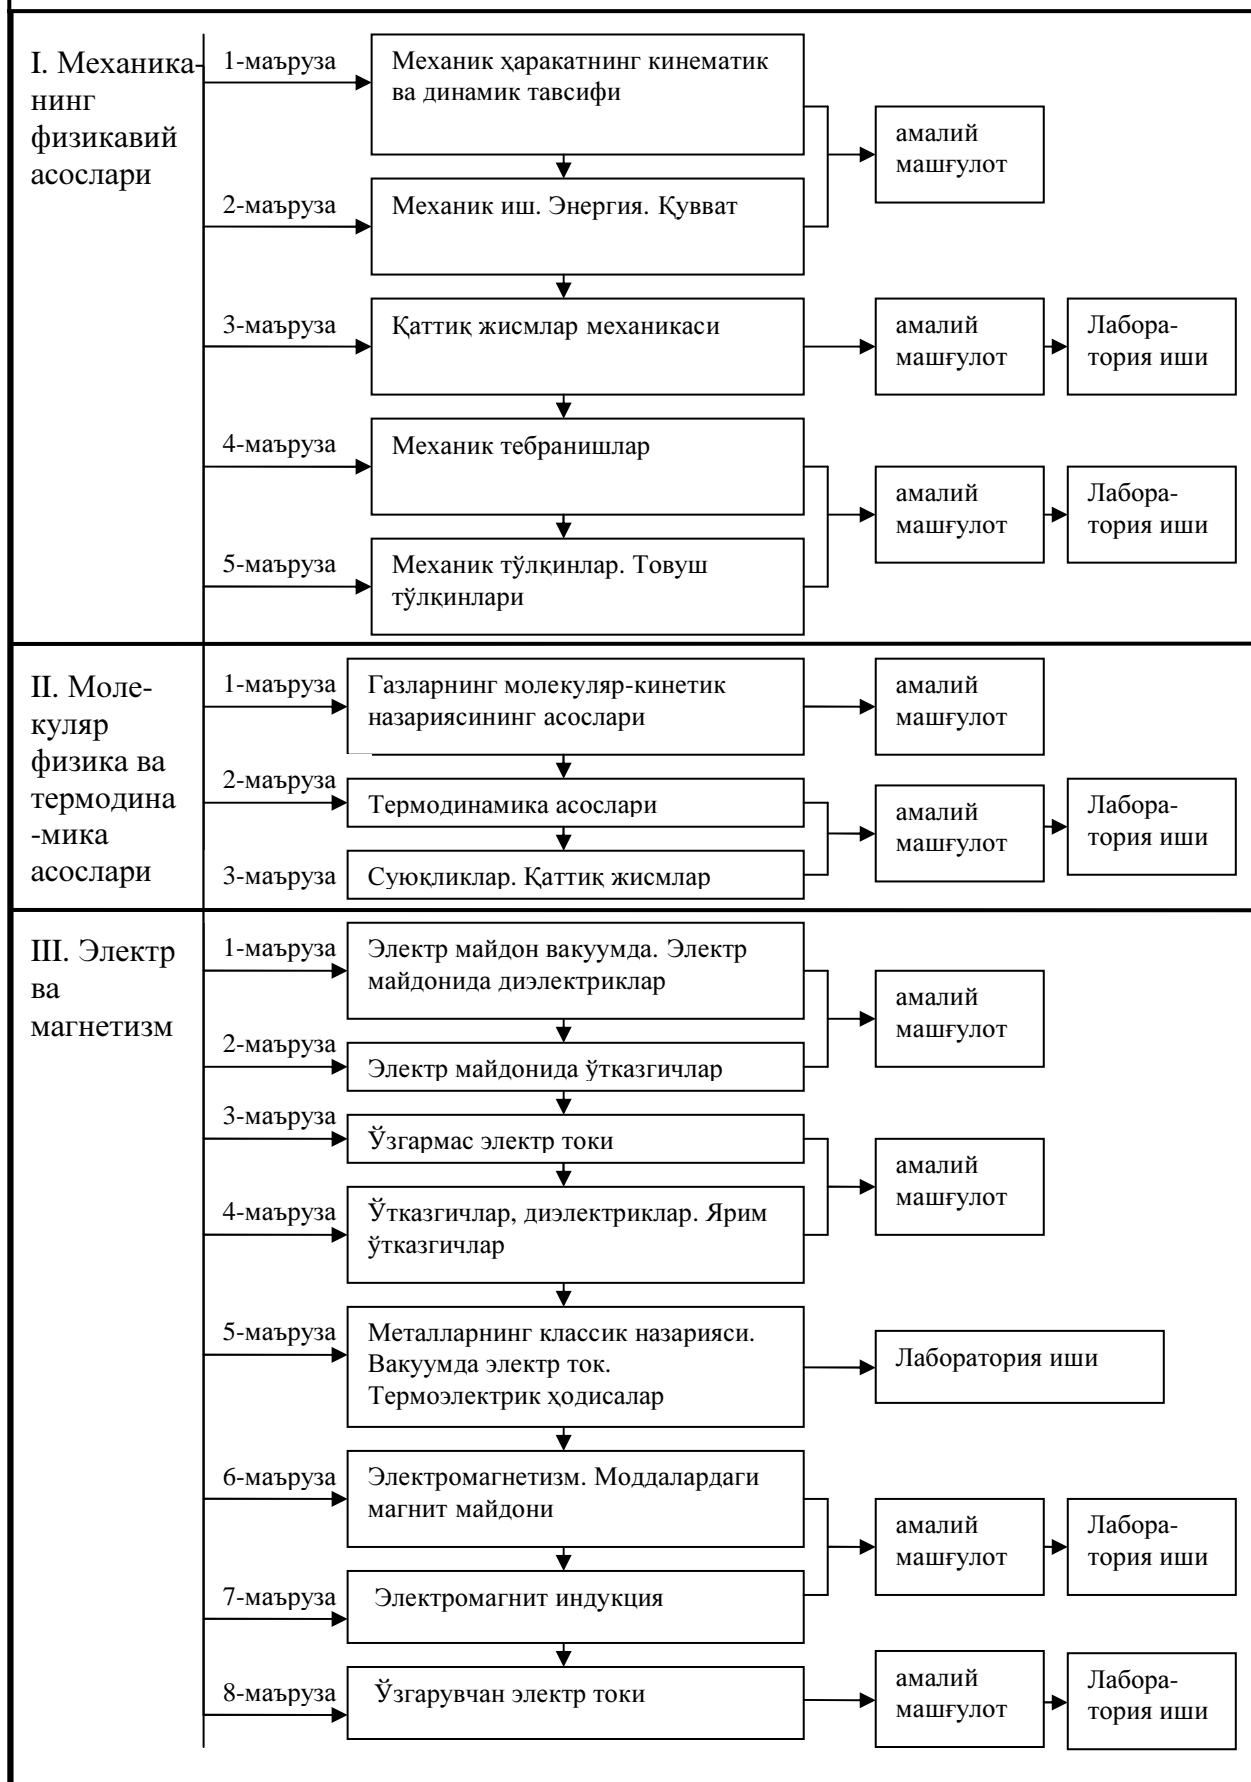 I. Механика-
нинг
физикавий
асослари
1-маъруза
Механик ҳаракатнинг кинематик
ва динамик тавсифи
амалий
машғулот
2-маъруза
Механик иш. Энергия. Қувват
3-маъруза
Қаттиқ жисмлар механикаси
амалий
машғулот
Лабора-
тория иши
4-маъруза
Механик тебранишлар
амалий
машғулот
Лабора-
тория иши
5-маъруза
Механик тўлқинлар. Товуш
тўлқинлари
II. Моле-
куляр
физика ва
термодина
-мика
асослари
1-маъруза
Газларнинг молекуляр-кинетик
назариясининг асослари
амалий
машғулот
2-маъруза
Термодинамика асослари
амалий
машғулот
Лабора-
тория иши
3-маъруза
Суюқликлар. Қаттиқ жисмлар
III. Электр
ва
магнетизм
1-маъруза
Электр майдон вакуумда. Электр
майдонида диэлектриклар
амалий
машғулот
2-маъруза
Электр майдонида ўтказгичлар
3-маъруза
Ўзгармас электр токи
амалий
машғулот
4-маъруза
Ўтказгичлар, диэлектриклар. Ярим
ўтказгичлар
5-маъруза
Металларнинг классик назарияси.
Вакуумда электр ток.
Термоэлектрик ҳодисалар
Лаборатория иши
6-маъруза
Электромагнетизм. Моддалардаги
магнит майдони
амалий
машғулот
Лабора-
тория иши
7-маъруза
Электромагнит индукция
8-маъруза
Ўзгарувчан электр токи
амалий
машғулот
Лабора-
тория иши